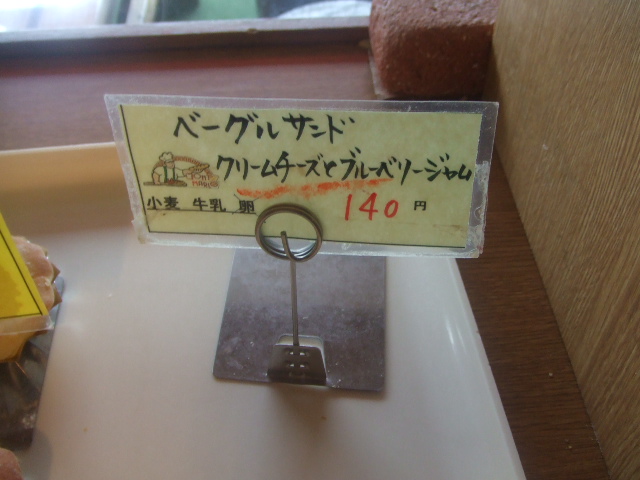 ベーグルサンド
クリームチーズとブルーベリージャム
小麦 牛乳 卵
140 円